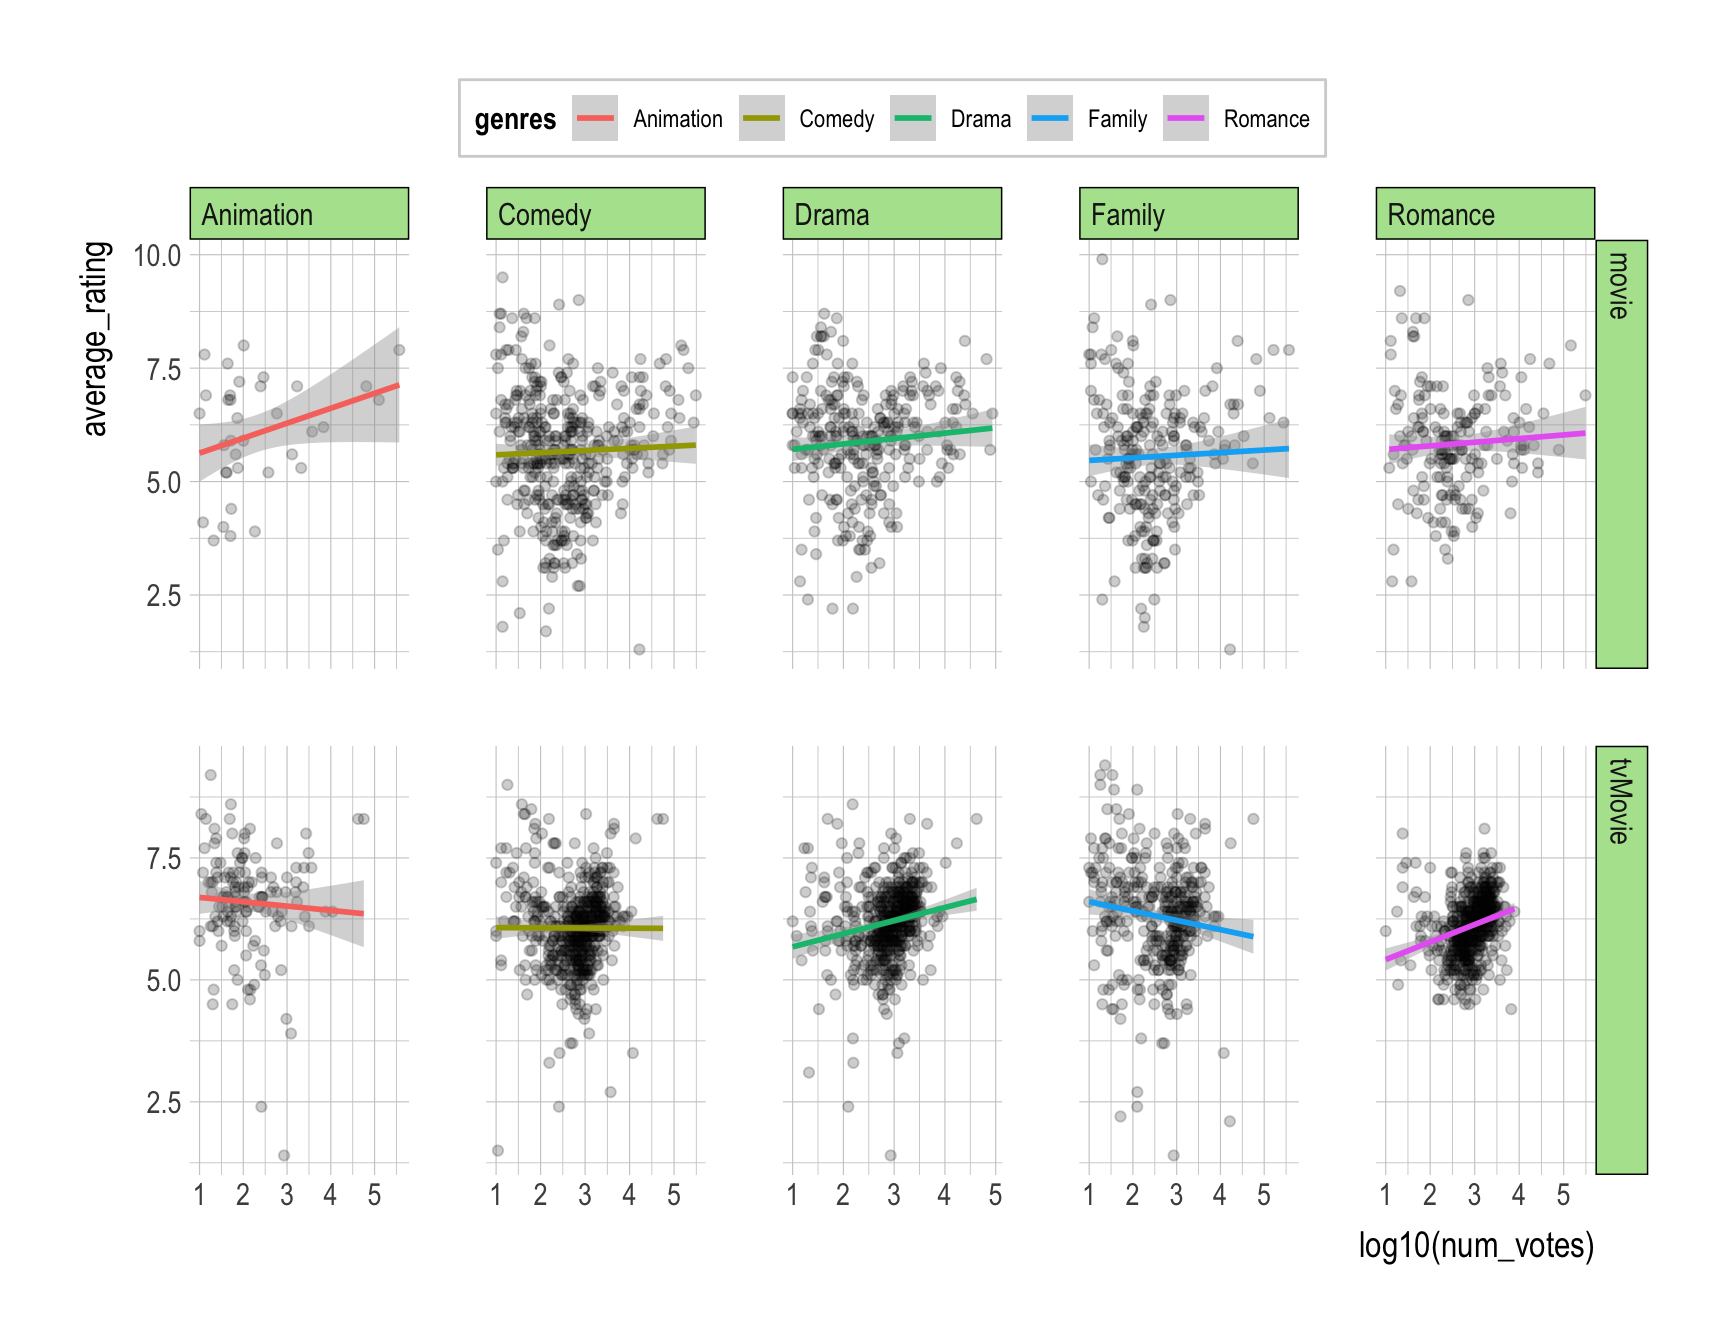 genres Animation Comedy Drama Family Romance
Animation Comedy Drama Family Romance
average_rating
10.0
7.5
5.0
2.5
movie
7.5
5.0
2.5
tvMovie
1 2 3 4 5 1 2 3 4 5 1 2 3 4 5 1 2 3 4 5 1 2 3 4 5
log10(num_votes)